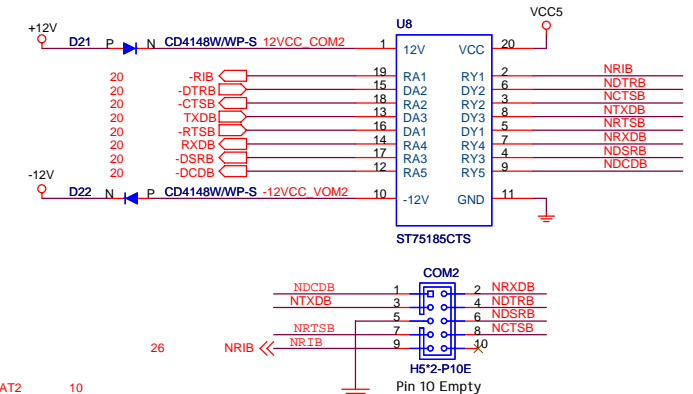 VCC5
+12V
U8
D21 P N CD4148W/WP-S 12VCC_COM2 1 12V VCC 20
20 -RIB 19 RA1 RY1 2 NRIB
20 -DTRB 15 DA2 DY2 6 NDTRB
20 -CTSB 18 RA2 RY2 3 NCTSB
20 TXDB 13 DA3 DY3 8 NTXDB
20 -RTSB 16 DA1 DY1 5 NRTSB
20 RXDB 14 RA4 RY4 7 NRXDB
20 -DSRB 17 RA3 RY3 4 NDSRB
20 -DCDB 12 RA5 RY5 9 NDCDB
-12V
D22 N P CD4148W/WP-S -12VCC_VOM2 10 -12V GND 11
ST75185CTS
COM2
NDCDB 1 2 NRXDB
NTXDB 3 4 NDTRB
5 6 NDSRB
NRTSB 7 8 NCTSB
26 NRIB NRIB 9 10
H5*2-P10E
AT2 10 Pin 10 Empty